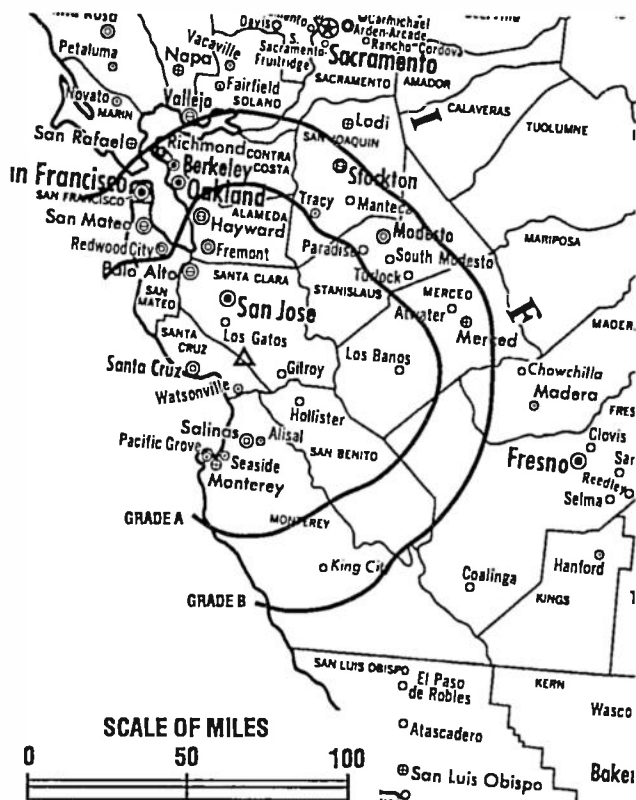 Davis
Carmichael
Arden-Arcade
S.
Sacramento-
Fruitridge
Rancho-Cordova
Sacramento
Petaluma
Napa
Vacaville
Fairfield
SOLANO
SACRAMENTO
AMADOR
Novato
MARIN
Vallejo
CALAVERAS
Lodi
I
TUOLUMNE
SAN JOAQUIN
San Rafael
Richmond
CONTRA
COSTA
Berkeley
Stockton
Oakland
SAN FRANCISCO
ALAMEDA
Tracy
Manteca
San Mateo
Hayward
Modesto
Redwood City
Fremont
Paradise
South Modesto
MARIPOSA
Palo Alto
SANTA CLARA
Turlock
SAN
MATEO
STANISLAUS
MERCED
San Jose
Atwater
F
Merced
Los Gatos
SANTA
CRUZ
Los Banos
Santa Cruz
Gilroy
Chowchilla
Madera
Watsonville
Hollister
Salinas
Alisal
Clovis
Pacific Grove
Seaside
SAN BENITO
Fresno
Monterey
Reedley
Selma
GRADE A
MONTEREY
King City
Hanford
Coalinga
GRADE B
KINGS
SAN LUIS OBISPO
El Paso
de Robles
KERN
Wasco
SCALE OF MILES
Atascadero
0 50 100
San Luis Obispo